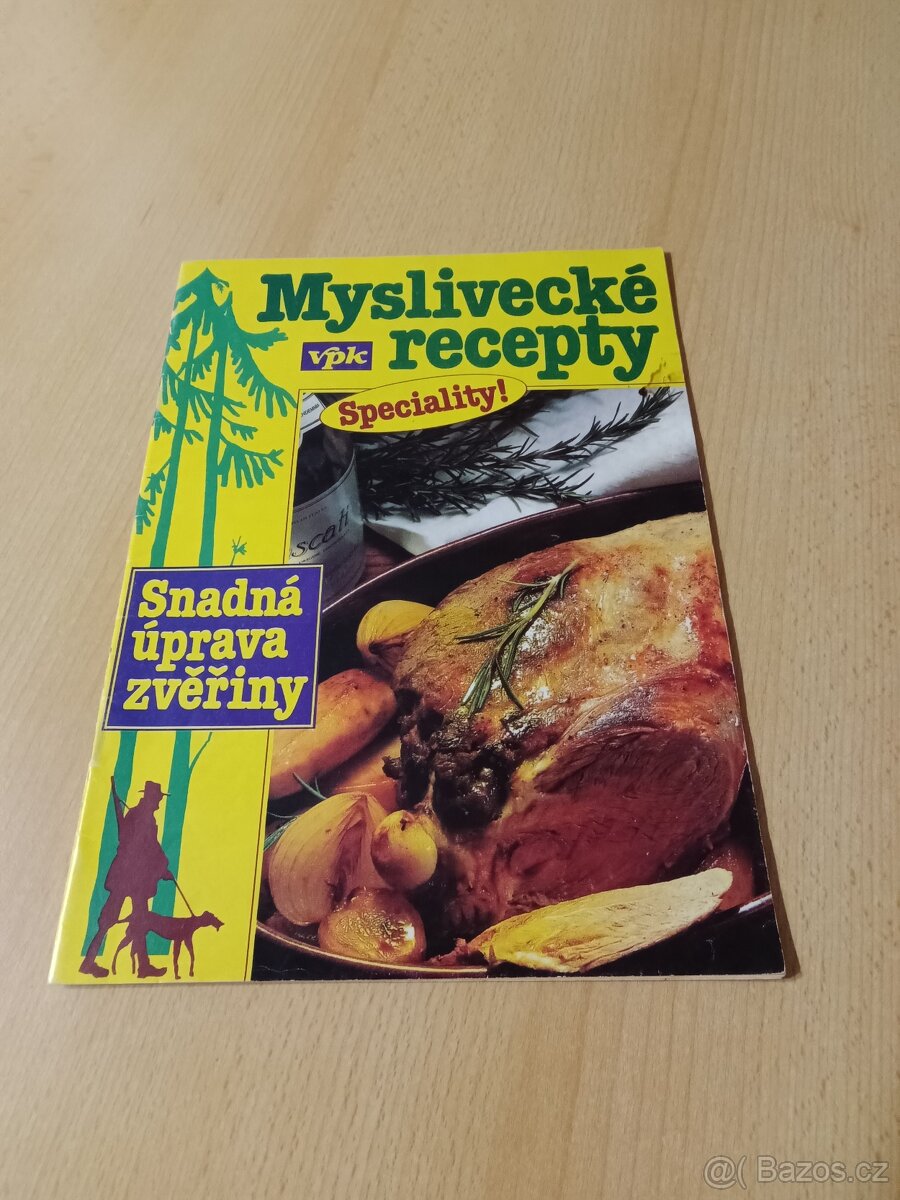 Myslivecké
vpk recepty
Speciality!
Snadná
úprava
zvěřiny
@( Bazos.cz